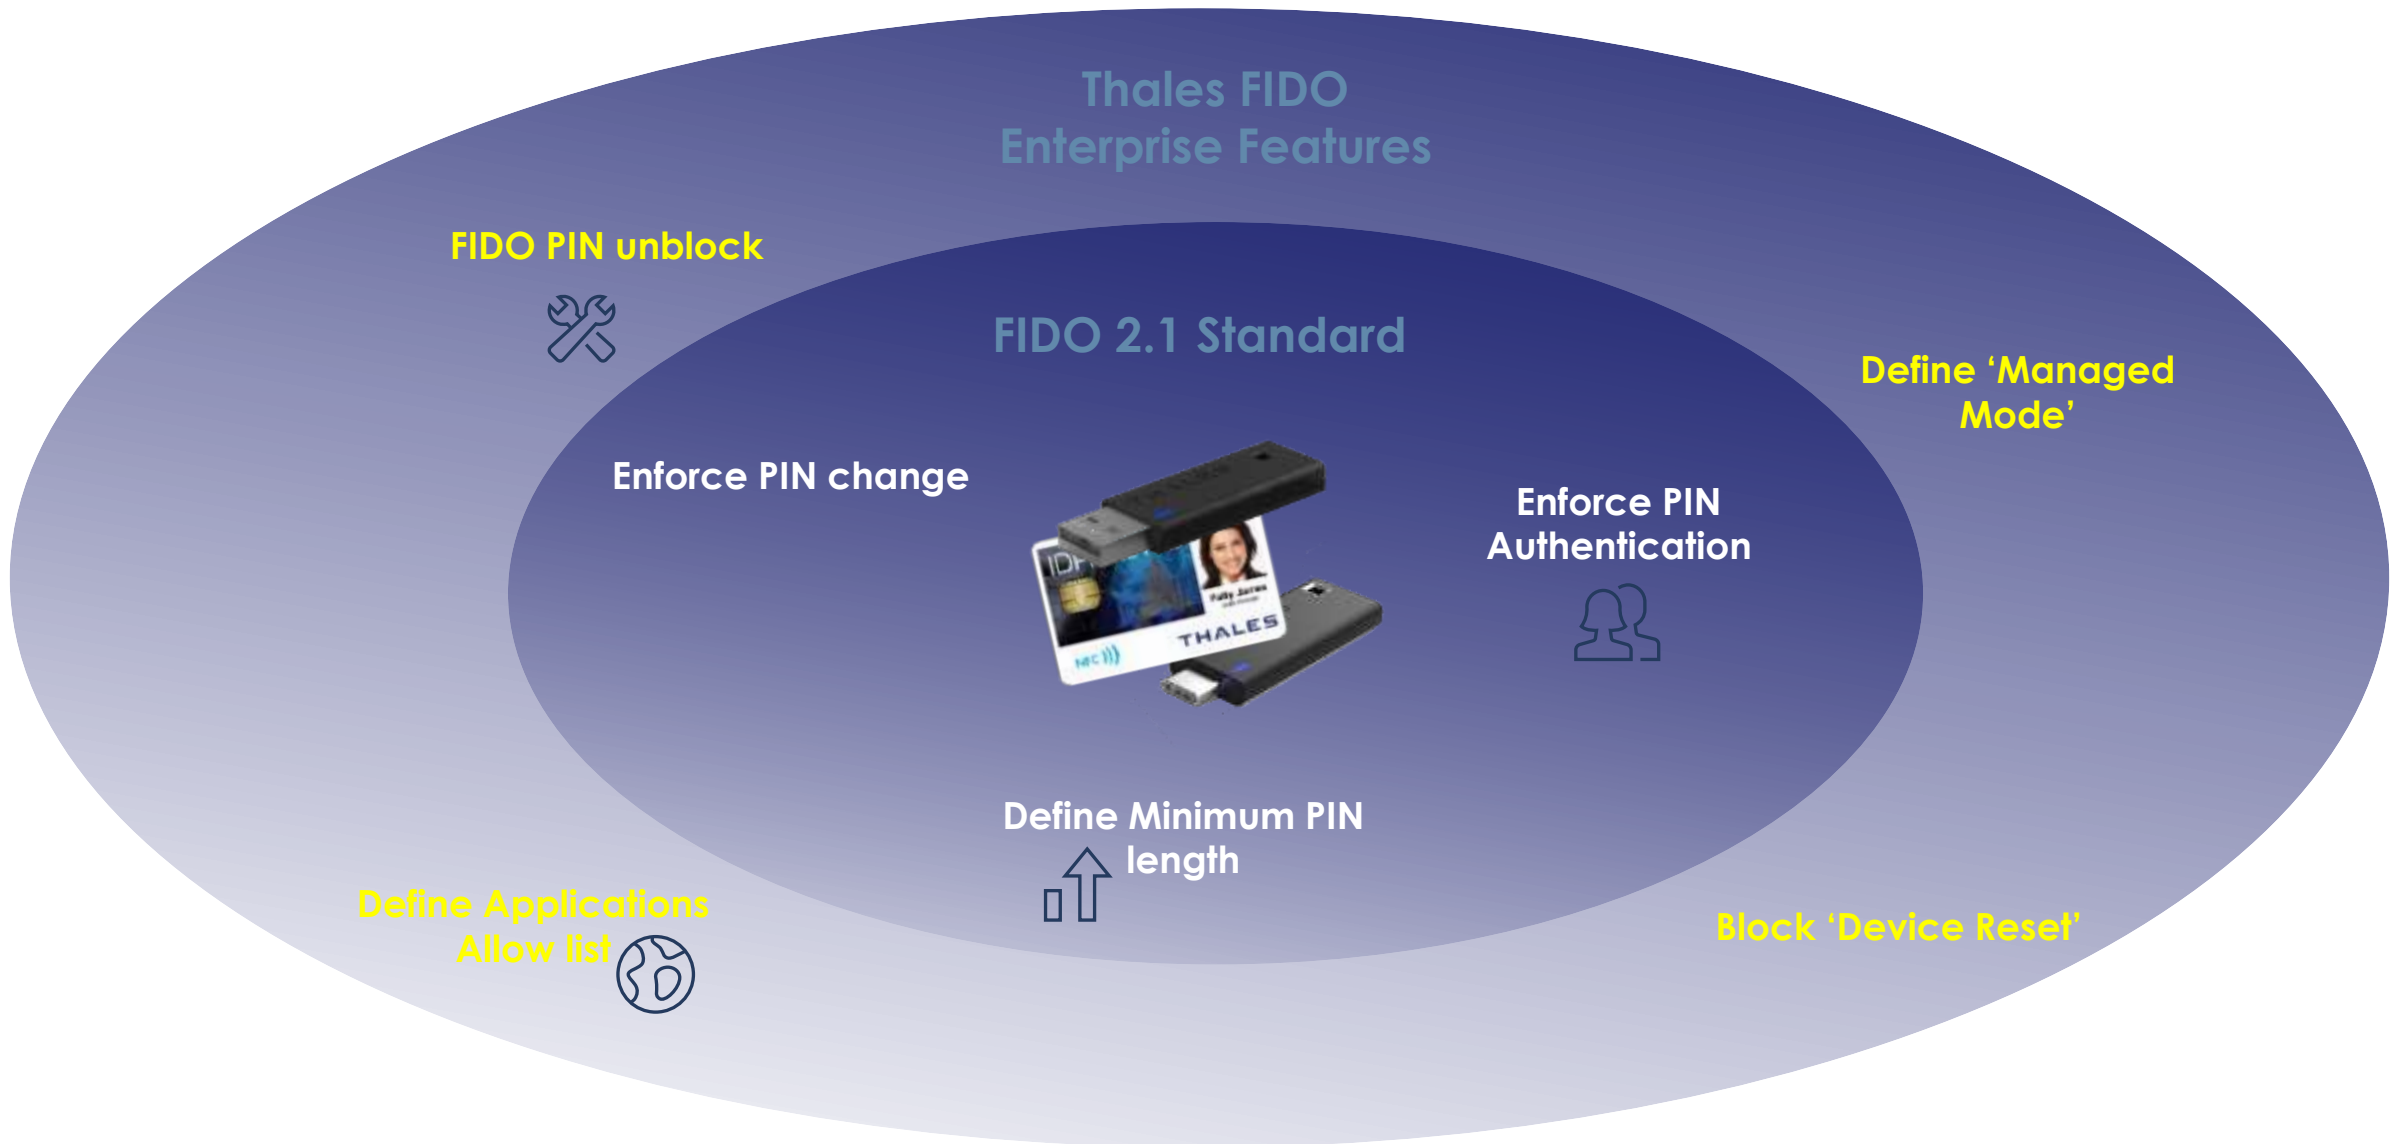 Thales FIDO
Enterprise Features
FIDO PIN unblock
FIDO 2.1 Standard
Define ‘Managed
Mode’
Enforce PIN change
Enforce PIN
Authentication
THALES
NFC
Define Minimum PIN
length
Define Applications
Allow list
Block ‘Device Reset’